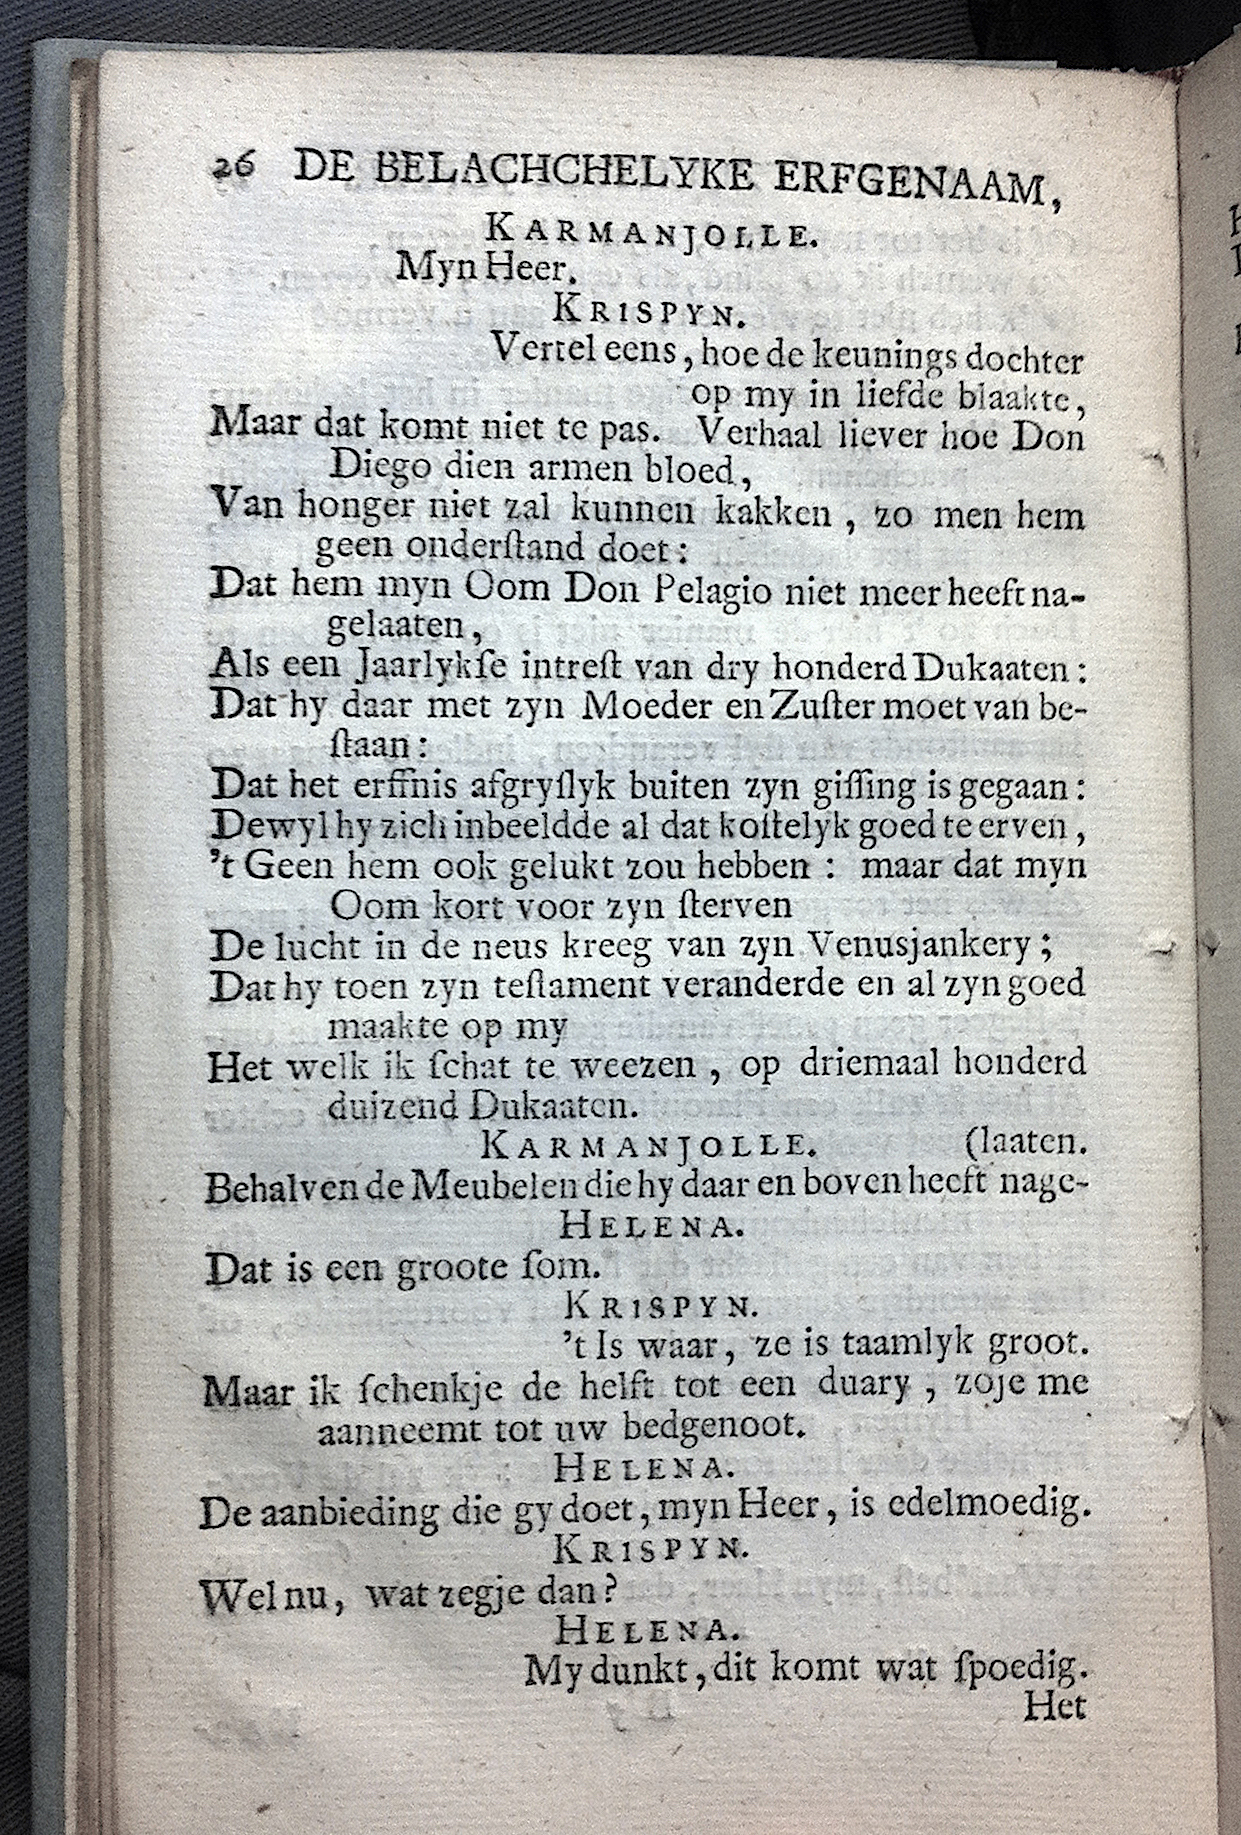 26 DE BELACHCHELYKE ERFGENAAM,
KARMANJOLLE.
Myn Heer.
KRISPYN.
Vertel eens, hoe de keunings dochter
op my in liefde blaakte,
Maar dat komt niet te pas. Verhaal liever hoe Don
Diego dien armen bloed,
Van honger niet zal kunnen kakken, zo men hem
geen onderſtand doet:
Dat hem myn Oom Don Pelagio niet meer heeft na-
gelaaten,
Als een Jaarlykſe intreſt van dry honderd Dukaaten:
Dat hy daar met zyn Moeder en Zuſter moet van be-
ſtaan:
Dat het erffnis afgryſlyk buiten zyn giſſing is gegaan:
Dewyl hy zich inbeeldde al dat koſtelyk goed te erven,
't Geen hem ook gelukt zou hebben: maar dat myn
Oom kort voor zyn ſterven
De lucht in de neus kreeg van zyn Venusjankery;
Dat hy toen zyn teſtament veranderde en al zyn goed
maakte op my
Het welk ik ſchat te weezen, op driemaal honderd
duizend Dukaaten.
KARMANJOLLE. (laaten.
Behalven de Meubelen die hy daar en boven heeft nage-
HELENA.
Dat is een groote ſom.
KRISPYN.
't Is waar, ze is taamlyk groot.
Maar ik ſchenkje de helft tot een duary, zoje me
aanneemt tot uw bedgenoot.
HELENA.
De aanbieding die gy doet, myn Heer, is edelmoedig.
KRISPYN.
Wel nu, wat zegje dan?
HELENA.
My dunkt, dit komt wat ſpoedig.
Het